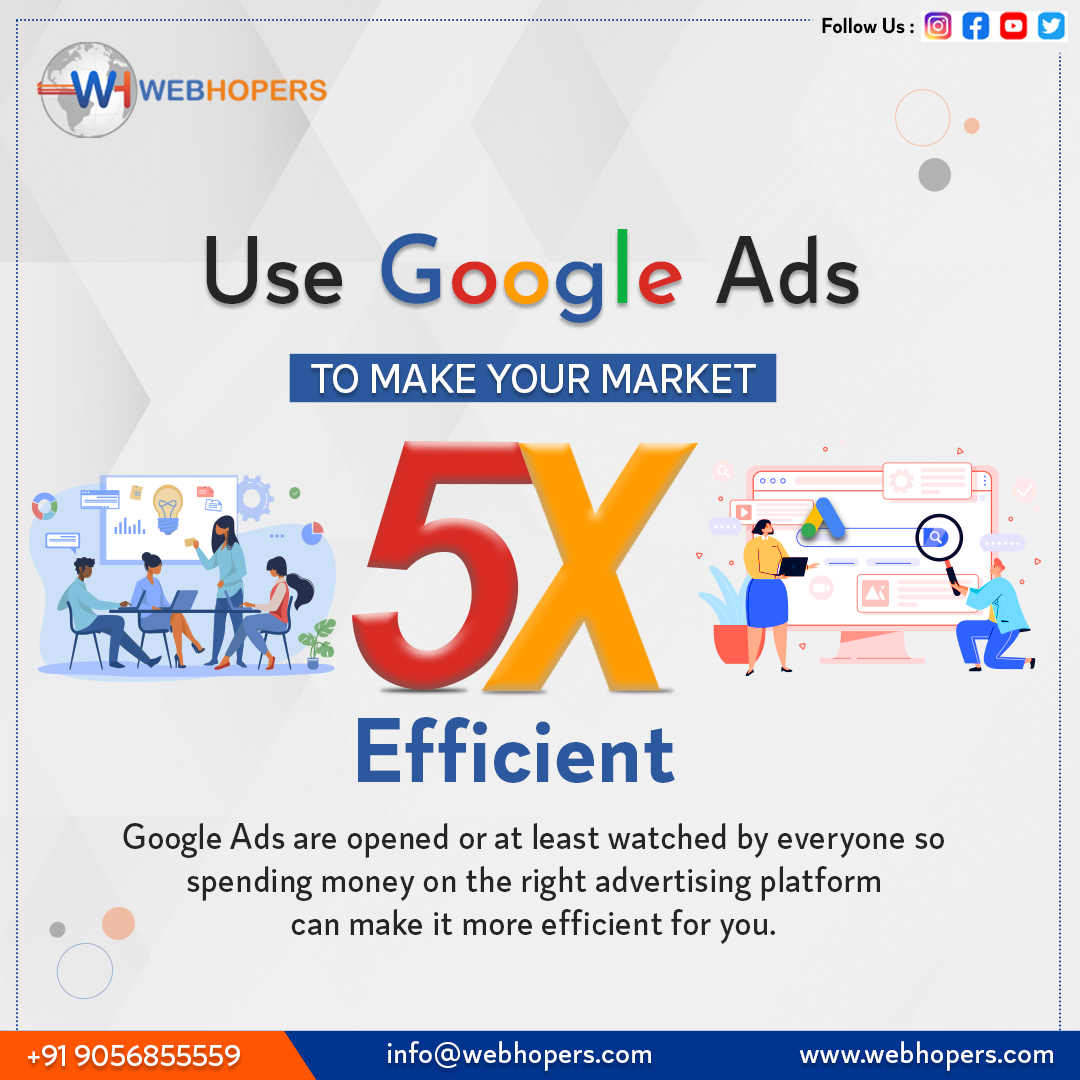 Follow Us :
WH WEBHOPERS
Use Google Ads
TO MAKE YOUR MARKET
5X
Efficient
Google Ads are opened or at least watched by everyone so
spending money on the right advertising platform
can make it more efficient for you.
+91 9056855559
info@webhopers.com
www.webhopers.com